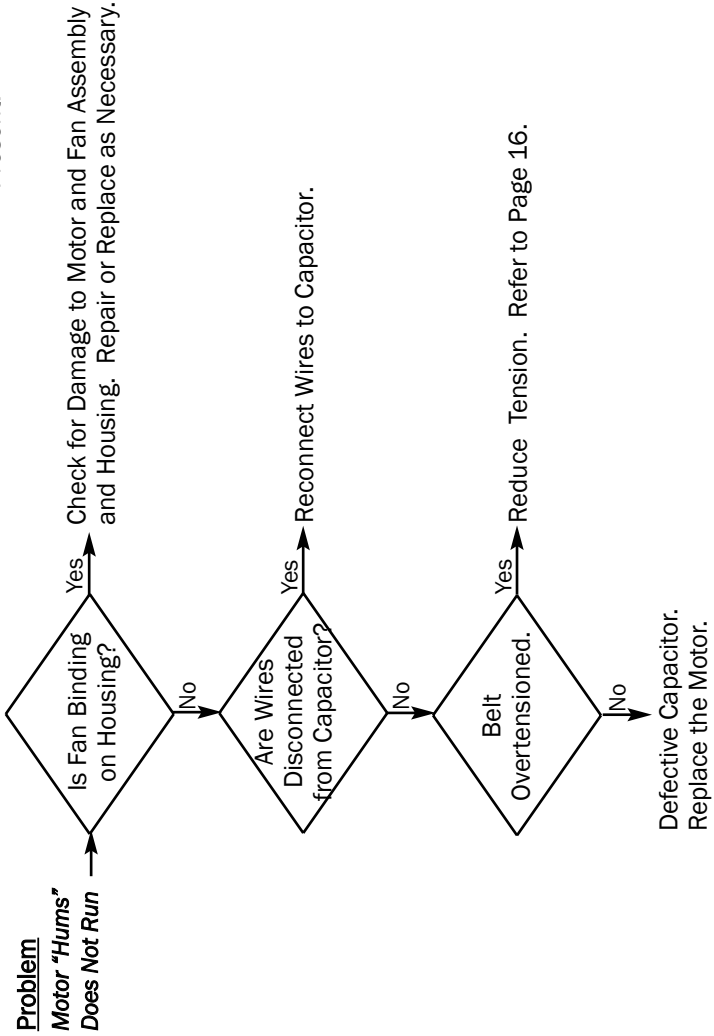 Problem
Motor “Hums”
Does Not Run
Is Fan Binding
on Housing?
Yes
Check for Damage to Motor and Fan Assembly
and Housing. Repair or Replace as Necessary.
No
Are Wires
Disconnected
from Capacitor?
Yes
Reconnect Wires to Capacitor.
No
Belt
Overtensioned.
Yes
Reduce Tension. Refer to Page 16.
No
Defective Capacitor.
Replace the Motor.